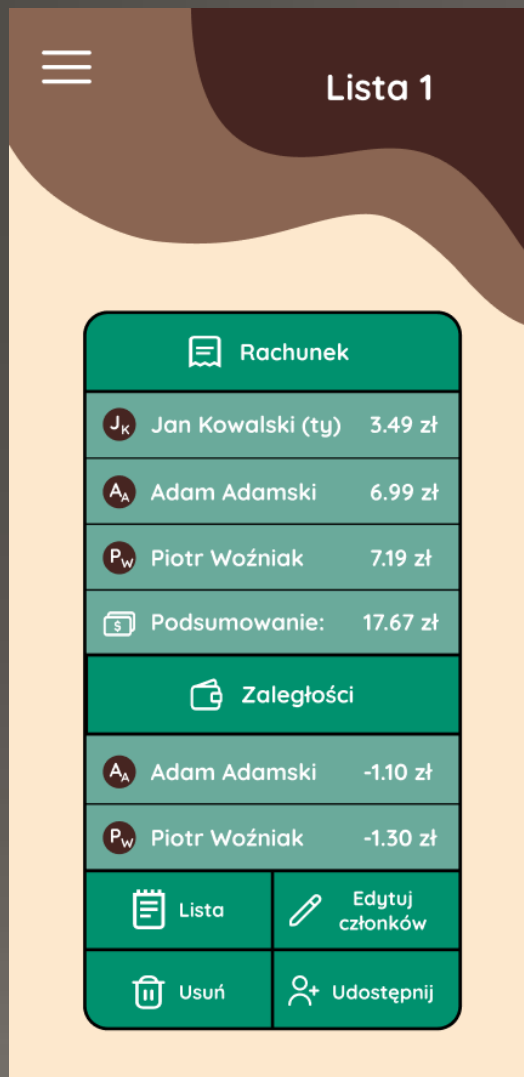 Lista 1
Rachunek
JK Jan Kowalski (ty) 3.49 zł
AA Adam Adamski 6.99 zł
PW Piotr Woźniak 7.19 zł
$ Podsumowanie: 17.67 zł
Zaległości
AA Adam Adamski -1.10 zł
PW Piotr Woźniak -1.30 zł
Lista
Edytuj
członków
Usuń
Udostępnij